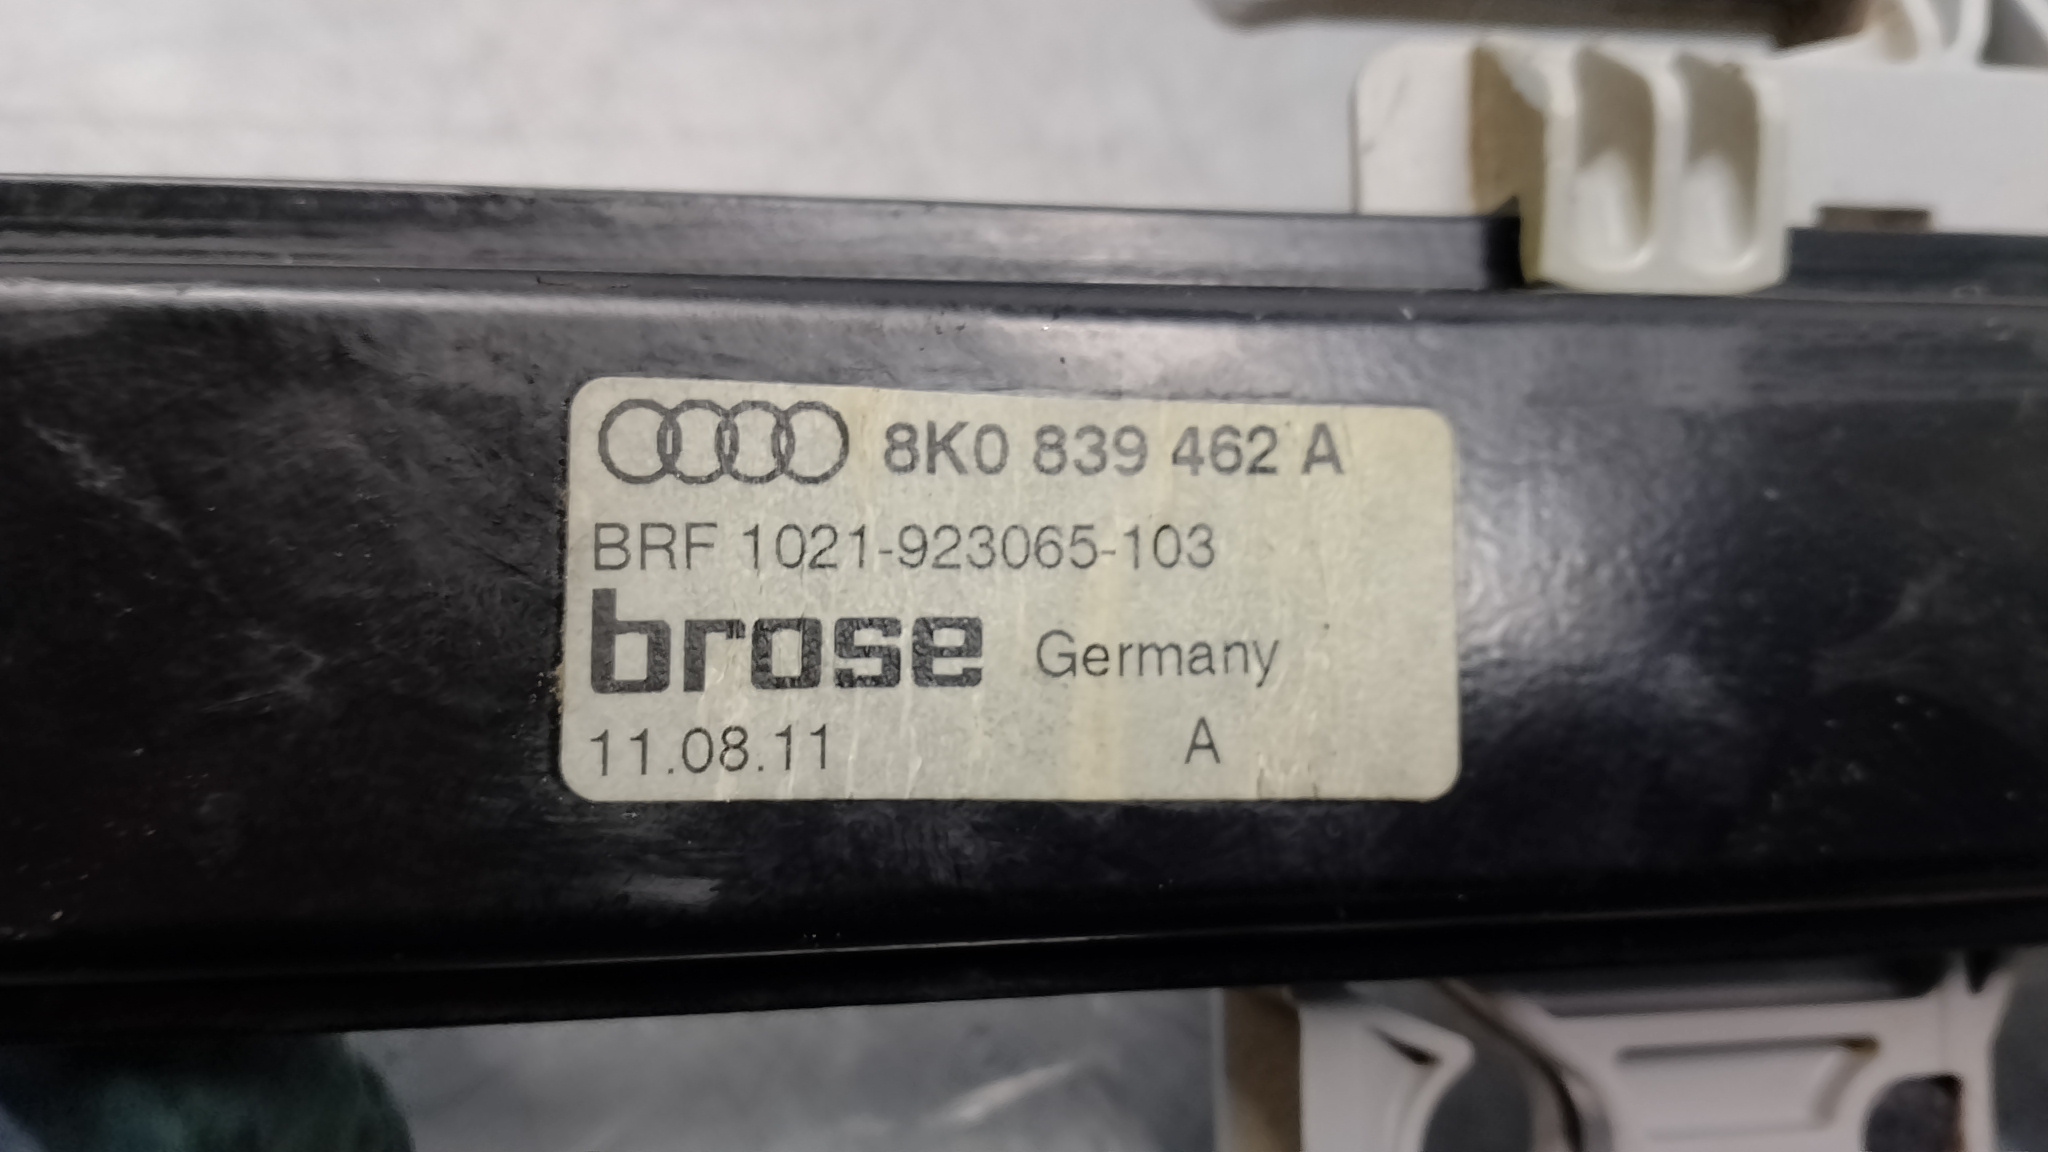 8K0 839 462 A
BRF 1021-923065-103
brose Germany
11.08.11 A